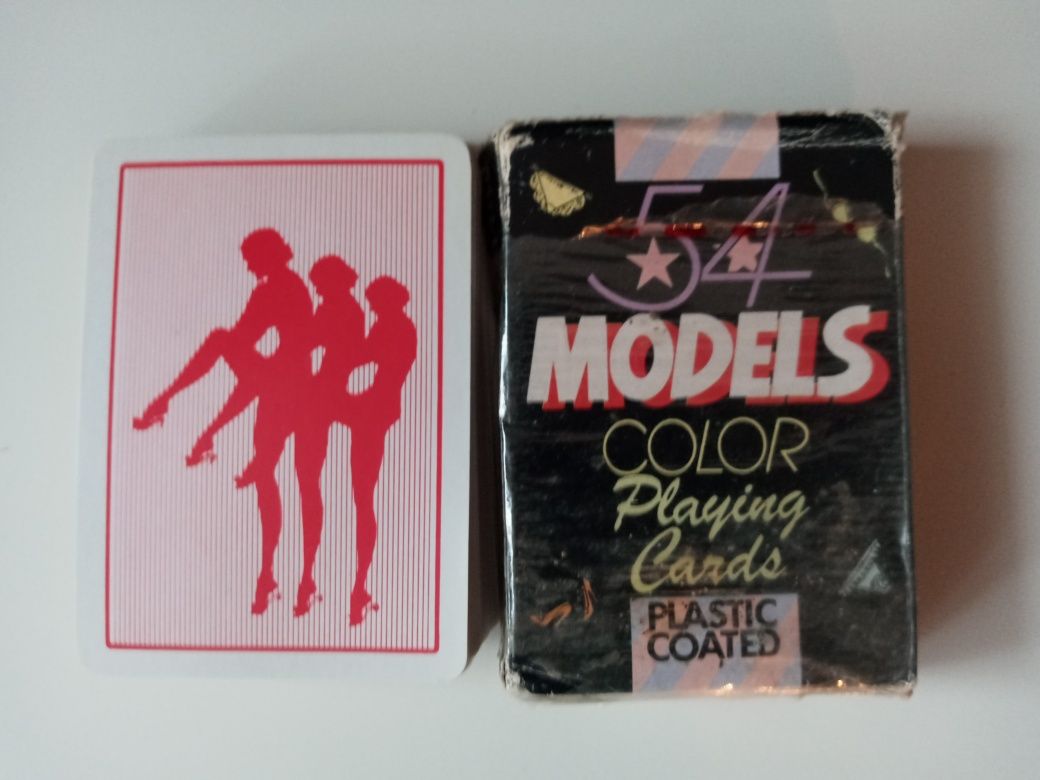 54
MODELS
COLOR
Playing
Cards
PLASTIC
COATED